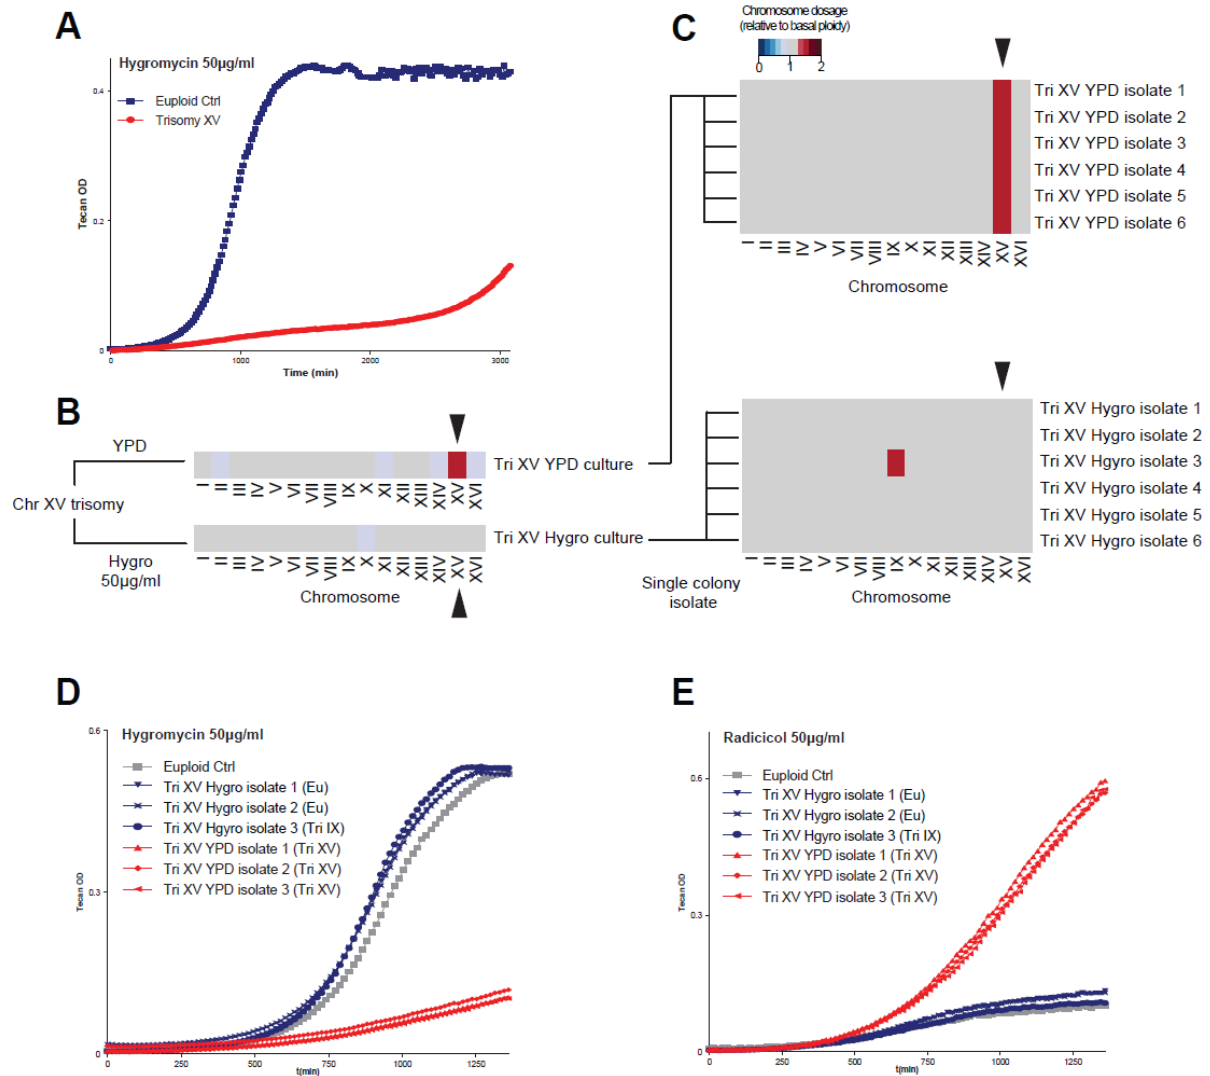 A
Hygromycin 50µg/ml
Euploid Ctrl
Trisomy XV
Tecan OD
0.4
0.2
0
0
1000
2000
3000
Time (min)
B
YPD
Chr XV trisomy
Hygro
50µg/ml
I II III IV V VI VII VIII IX X XI XII XIII XIV XV XVI
Tri XV YPD culture
I II III IV V VI VII VIII IX X XI XII XIII XIV XV XVI
Tri XV Hygro culture
Chromosome
Single colony
isolate
C
Chromosome dosage
(relative to basal ploidy)
0 1 2
Tri XV YPD isolate 1
Tri XV YPD isolate 2
Tri XV YPD isolate 3
Tri XV YPD isolate 4
Tri XV YPD isolate 5
Tri XV YPD isolate 6
I II III IV V VI VII VIII IX X XI XII XIII XIV XV XVI
Chromosome
Tri XV Hygro isolate 1
Tri XV Hygro isolate 2
Tri XV Hgyro isolate 3
Tri XV Hygro isolate 4
Tri XV Hygro isolate 5
Tri XV Hygro isolate 6
I II III IV V VI VII VIII IX X XI XII XIII XIV XV XVI
Chromosome
D
Hygromycin 50µg/ml
Euploid Ctrl
Tri XV Hygro isolate 1 (Eu)
Tri XV Hygro isolate 2 (Eu)
Tri XV Hgyro isolate 3 (Tri IX)
Tri XV YPD isolate 1 (Tri XV)
Tri XV YPD isolate 2 (Tri XV)
Tri XV YPD isolate 3 (Tri XV)
Tecan OD
0.6
0.3
0
0
250
500
750
1000
1250
t(min)
E
Radicicol 50µg/ml
Euploid Ctrl
Tri XV Hygro isolate 1 (Eu)
Tri XV Hygro isolate 2 (Eu)
Tri XV Hgyro isolate 3 (Tri IX)
Tri XV YPD isolate 1 (Tri XV)
Tri XV YPD isolate 2 (Tri XV)
Tri XV YPD isolate 3 (Tri XV)
Tecan OD
0.6
0.3
0
0
250
500
750
1000
1250
t(min)